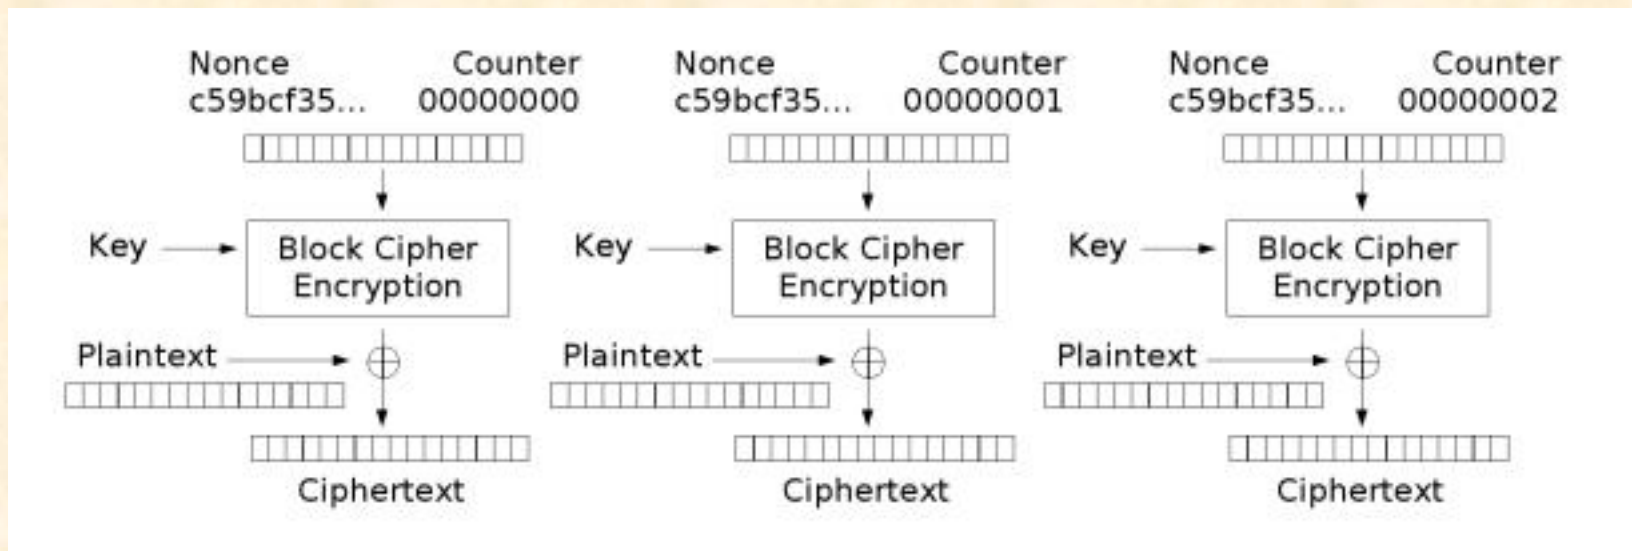 Nonce Counter Nonce Counter Nonce Counter
c59bcf35... 00000000 c59bcf35... 00000001 c59bcf35... 00000002
Key Block Cipher Key Block Cipher Key Block Cipher
Encryption Encryption Encryption
Plaintext Plaintext Plaintext
Ciphertext Ciphertext Ciphertext